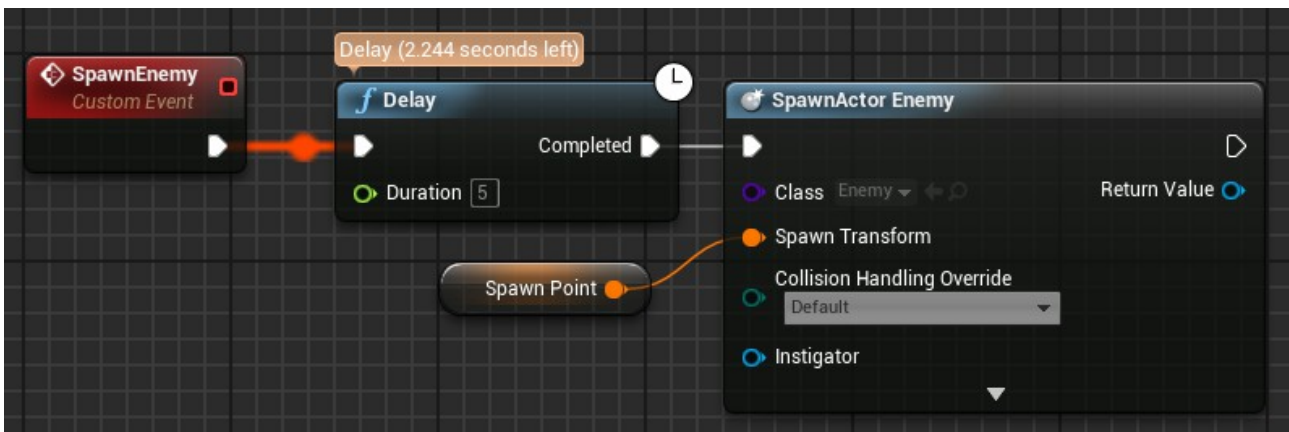 SpawnEnemy
Custom Event
Delay (2.244 seconds left)
f Delay
Completed
Duration 5
Spawn Point
SpawnActor Enemy
Class Enemy
Return Value
Spawn Transform
Collision Handling Override
Default
Instigator